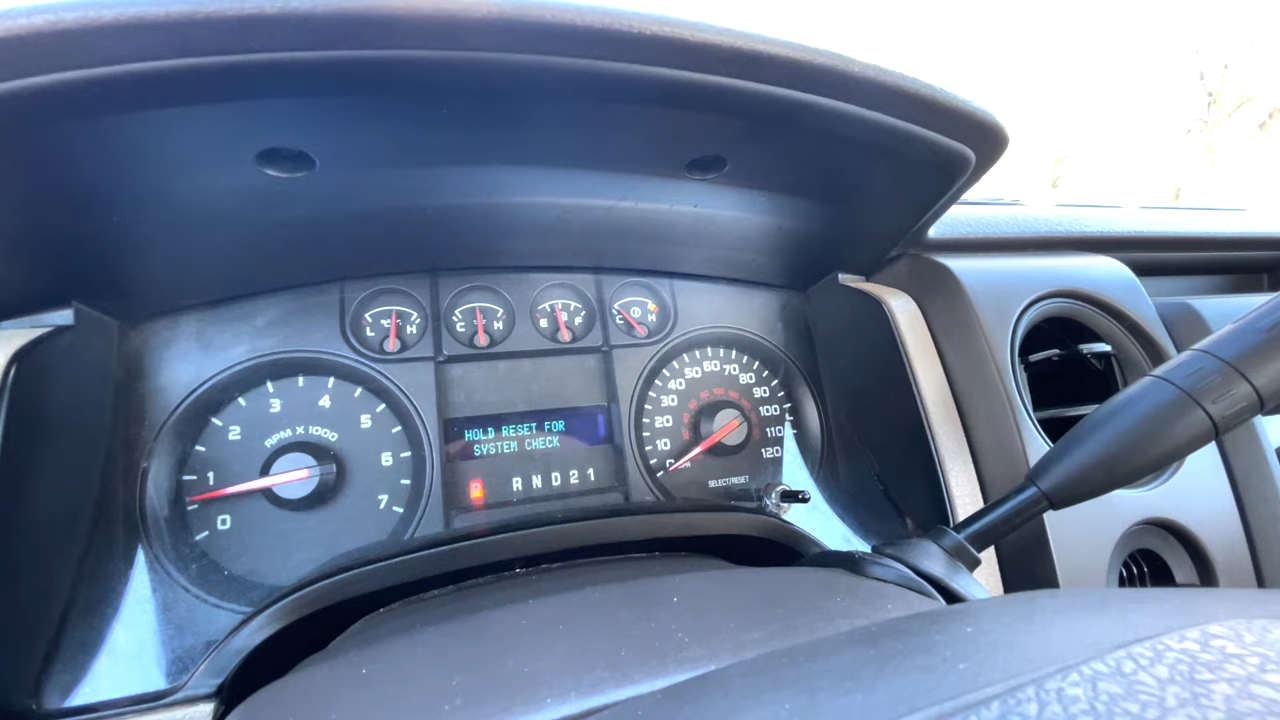 L H
C H
E F
C H
0 1 2 3 4 5 6 7
RPM X 1000
HOLD RESET FOR
SYSTEM CHECK
P R N D 2 1
0 10 20 30 40 50 60 70 80 90 100 110 120
SELECT/RESET